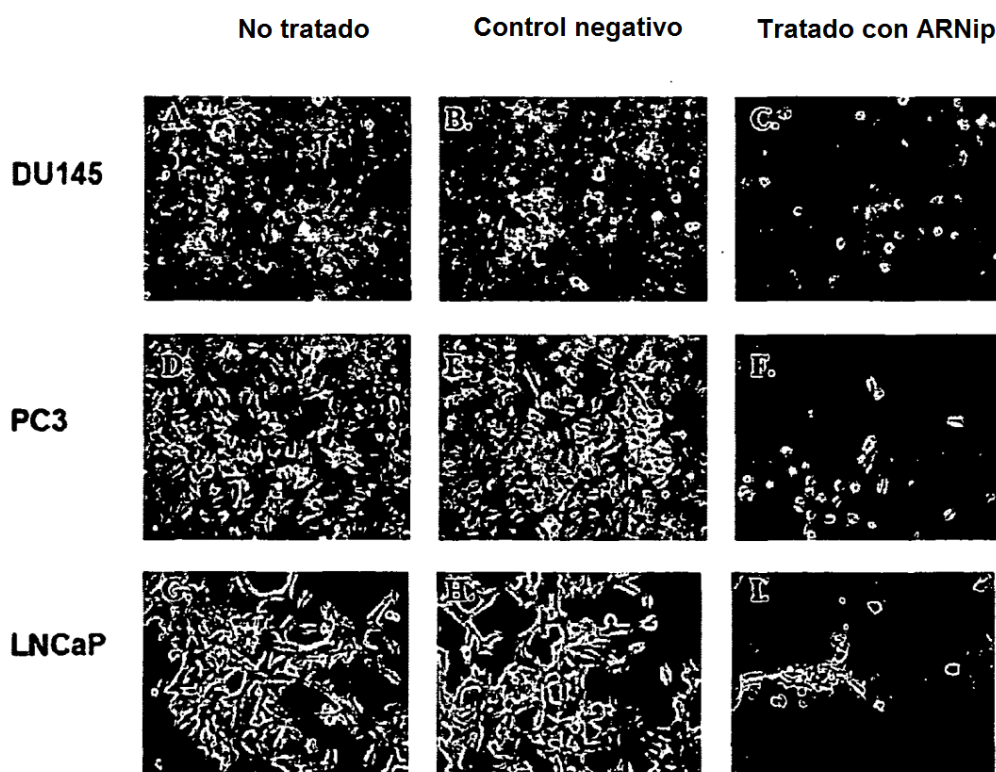 No tratado Control negativo Tratado con ARNip
DU145
A. B. C.
PC3
D. E. F.
LNCaP
G. H. I.